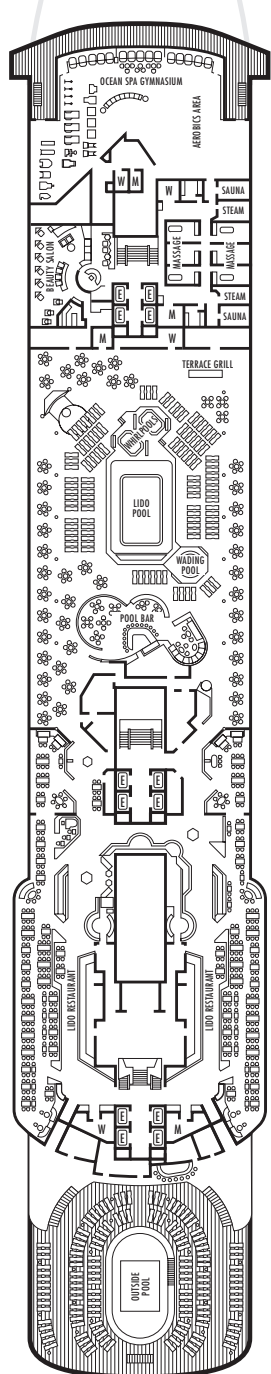 OCEAN SPA GYMNASIUM
AEROBICS AREA
W M
W
SAUNA
STEAM
MASSAGE
MASSAGE
BEAUTY SALON
STEAM
E E
E E
M
SAUNA
M
W
TERRACE GRILL
WHIRLPOOLS
LIDO
POOL
WADING
POOL
POOL BAR
E E
E E
LIDO RESTAURANT
LIDO RESTAURANT
W
E E
E E
M
OUTSIDE
POOL